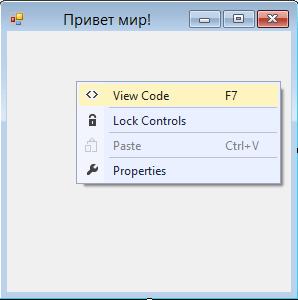 Привет мир!
View Code F7
Lock Controls
Paste Ctrl+V
Properties